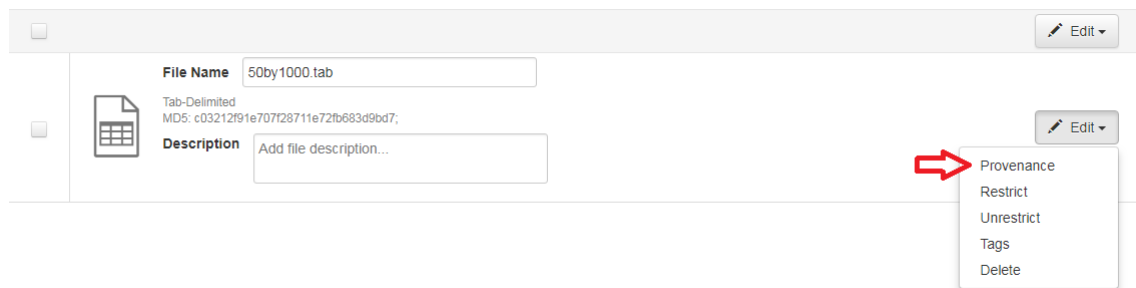 Edit
File Name 50by1000.tab
Tab-Delimited
MD5: c03212f91e707f28711e72fb683d9bd7;
Edit
Description Add file description...
Provenance
Restrict
Unrestrict
Tags
Delete